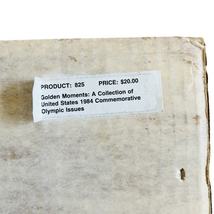 PRODUCT: 825 PRICE: $20.00
Golden Moments: A Collection of
United States 1984 Commemorative
Olympic Issues